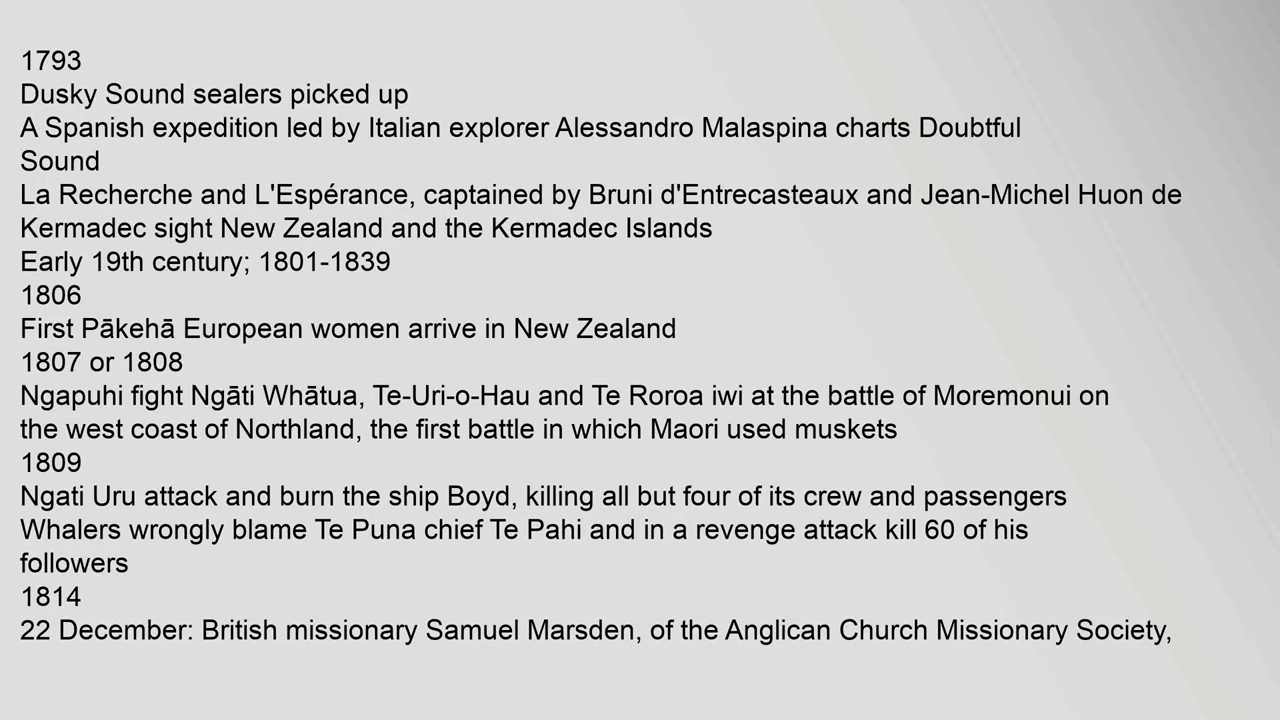 1793
Dusky Sound sealers picked up
A Spanish expedition led by Italian explorer Alessandro Malaspina charts Doubtful
Sound
La Recherche and L'Espérance, captained by Bruni d'Entrecasteaux and Jean-Michel Huon de
Kermadec sight New Zealand and the Kermadec Islands
Early 19th century; 1801-1839
1806
First Pākehā European women arrive in New Zealand
1807 or 1808
Ngapuhi fight Ngāti Whātua, Te-Uri-o-Hau and Te Roroa iwi at the battle of Moremonui on
the west coast of Northland, the first battle in which Maori used muskets
1809
Ngati Uru attack and burn the ship Boyd, killing all but four of its crew and passengers
Whalers wrongly blame Te Puna chief Te Pahi and in a revenge attack kill 60 of his
followers
1814
22 December: British missionary Samuel Marsden, of the Anglican Church Missionary Society,